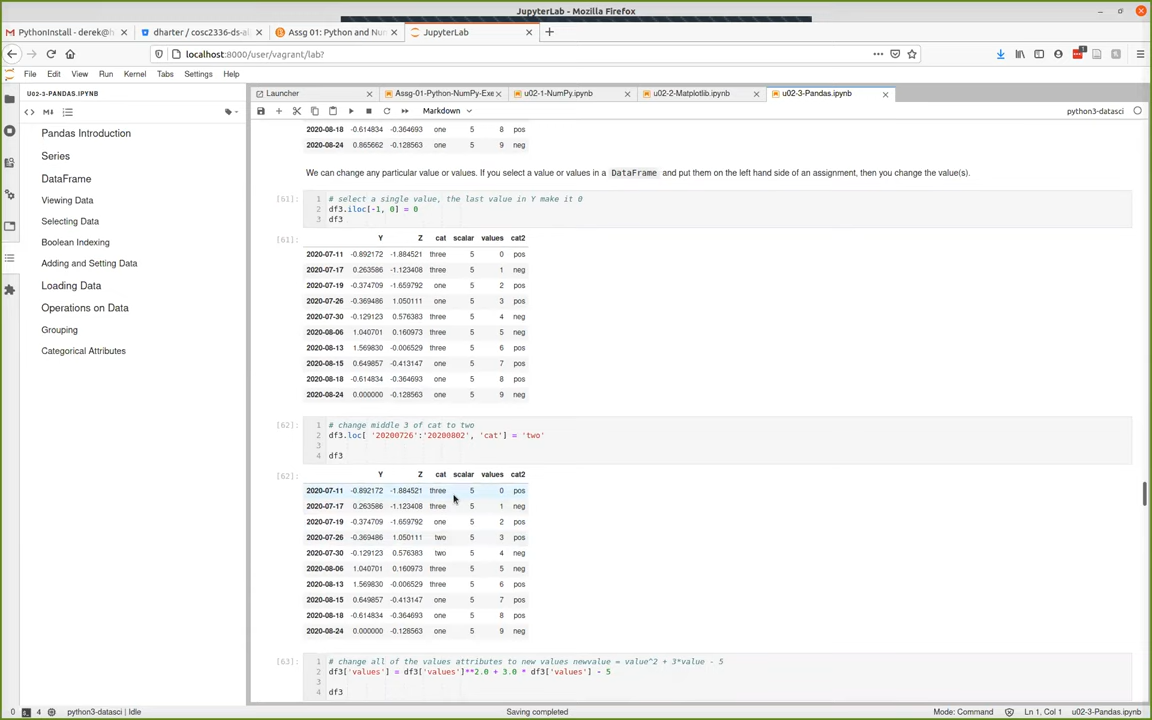 JupyterLab - Mozilla Firefox
PythonInstall - derek@h
dharter / cosc2336-ds-al
Assg 01: Python and Num
JupyterLab
localhost:8000/user/vagrant/lab?
File Edit View Run Kernel Tabs Settings Help
U02-3-PANDAS.IPYNB
Launcher
Assg-01-Python-NumPy-Exe
u02-1-NumPy.ipynb
u02-2-Matplotlib.ipynb
u02-3-Pandas.ipynb
Markdown
python3-datasci
Pandas Introduction
Series
DataFrame
Viewing Data
Selecting Data
Boolean Indexing
Adding and Setting Data
Loading Data
Operations on Data
Grouping
Categorical Attributes
2020-08-18 -0.614834 -0.364693 one 5 8 pos
2020-08-24 0.865662 -0.128563 one 5 9 neg
We can change any particular value or values. If you select a value or values in a DataFrame and put them on the left hand side of an assignment, then you change the value(s).
[61]:
1 # select a single value, the last value in Y make it 0
2 df3.iloc[-1, 0] = 0
3 df3
[61]:
Y Z cat scalar values cat2
2020-07-11 -0.892172 -1.884521 three 5 0 pos
2020-07-17 0.263586 -1.123408 three 5 1 neg
2020-07-19 -0.374709 -1.659792 one 5 2 pos
2020-07-26 -0.369486 1.050111 one 5 3 pos
2020-07-30 -0.129123 0.576383 three 5 4 neg
2020-08-06 1.040701 0.160973 three 5 5 neg
2020-08-13 1.569830 -0.006529 three 5 6 pos
2020-08-15 0.649857 -0.413147 one 5 7 pos
2020-08-18 -0.614834 -0.364693 one 5 8 pos
2020-08-24 0.000000 -0.128563 one 5 9 neg
[62]:
1 # change middle 3 of cat to two
2 df3.loc[ '20200726':'20200802', 'cat'] = 'two'
3
4 df3
[62]:
Y Z cat scalar values cat2
2020-07-11 -0.892172 -1.884521 three 5 0 pos
2020-07-17 0.263586 -1.123408 three 5 1 neg
2020-07-19 -0.374709 -1.659792 one 5 2 pos
2020-07-26 -0.369486 1.050111 two 5 3 pos
2020-07-30 -0.129123 0.576383 two 5 4 neg
2020-08-06 1.040701 0.160973 three 5 5 neg
2020-08-13 1.569830 -0.006529 three 5 6 pos
2020-08-15 0.649857 -0.413147 one 5 7 pos
2020-08-18 -0.614834 -0.364693 one 5 8 pos
2020-08-24 0.000000 -0.128563 one 5 9 neg
[63]:
1 # change all of the values attributes to new values newvalue = value^2 + 3*value - 5
2 df3['values'] = df3['values']**2.0 + 3.0 * df3['values'] - 5
3
4 df3
0 4 python3-datasci | Idle
Saving completed
Mode: Command
Ln 1, Col 1
u02-3-Pandas.ipynb